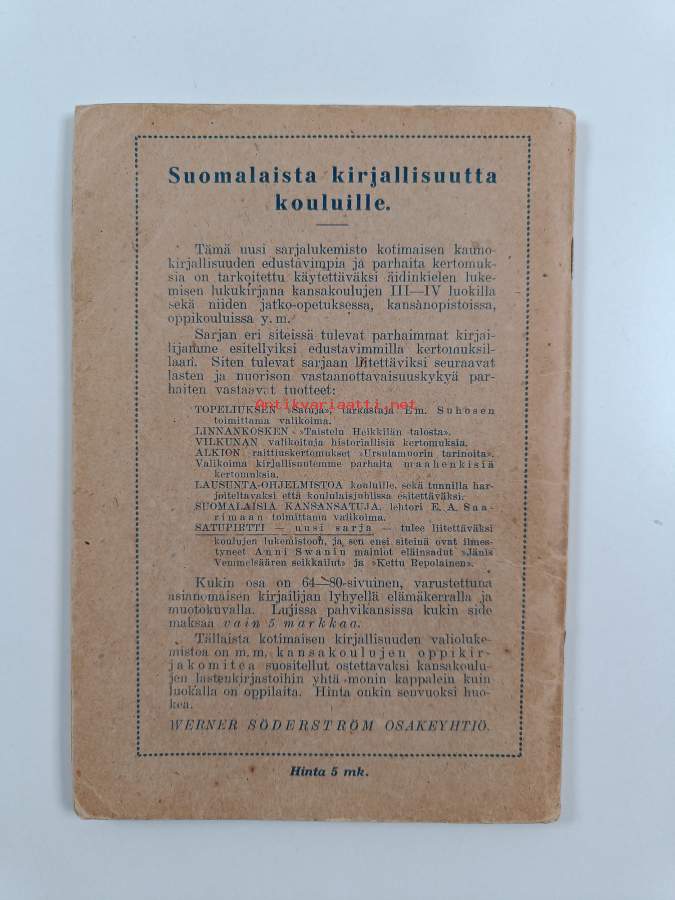 Suomalaista kirjallisuutta
kouluille.
Tämä uusi sarjalukemisto kotimaisen kauno-
kirjallisuuden edustavimpia ja parhaita kertomuk-
sia on tarkoitettu käytettäväksi äidinkielen luke-
misen lukukirjana kansakoulujen III—IV luokilla
sekä niiden jatko-opetuksessa, kansanopistoissa,
oppikouluissa y. m.
Sarjan eri siteissä tulevat parhaimmat kirjai-
lijamme esitellyiksi edustavimmilla kertomuksil-
laan. Siten tulevat sarjaan liitettäviksi seuraavat
lasten ja nuorison vastaanottavaisuuskykyä par-
haiten vastaavat tuotteet:
Antikvariaatti.net
TOPELIUKSEN »Satuja», tarkastaja Em. Suhosen
toimittama valikoima.
LINNANKOSKEN »Taistelu Heikkilän talosta».
VILKUNAN valikoituja historiallisia kertomuksia.
ALKION raittiuskertomukset »Ursulamuorin tarinoita».
Valikoima kirjallisuutemme parhaita maahenkisiä
kertomuksia.
LAUSUNTA-OHJELMISTOA kouluille, sekä tunnilla har-
joiteltavaksi että koululaisjuhlissa esitettäväksi.
SUOMALAISIA KANSANSATUJA, lehtori E. A. Saa-
rimaan toimittama valikoima.
SATUPIRTTI — uusi sarja — tulee liitettäväksi
koulujen lukemistoon, ja sen ensi siteinä ovat ilmes-
tyneet Anni Swanin mainiot eläinsadut »Jänis
Vemmelsäären seikkailut» ja »Kettu Repolainen».
Kukin osa on 64—80-sivuinen, varustettuna
asianomaisen kirjailijan lyhyellä elämäkerralla ja
muotokuvalla. Lujissa pahvikansissa kukin side
maksaa vain 5 markkaa.
Tällaista kotimaisen kirjallisuuden valioluke-
mistoa on m. m. kansakoulujen oppikir-
jakomitea suositellut ostettavaksi kansakoulu-
jen lastenkirjastoihin yhtä monin kappalein kuin
luokalla on oppilaita. Hinta onkin senvuoksi huo-
kea.
WERNER SÖDERSTRÖM OSAKEYHTIÖ.
Hinta 5 mk.